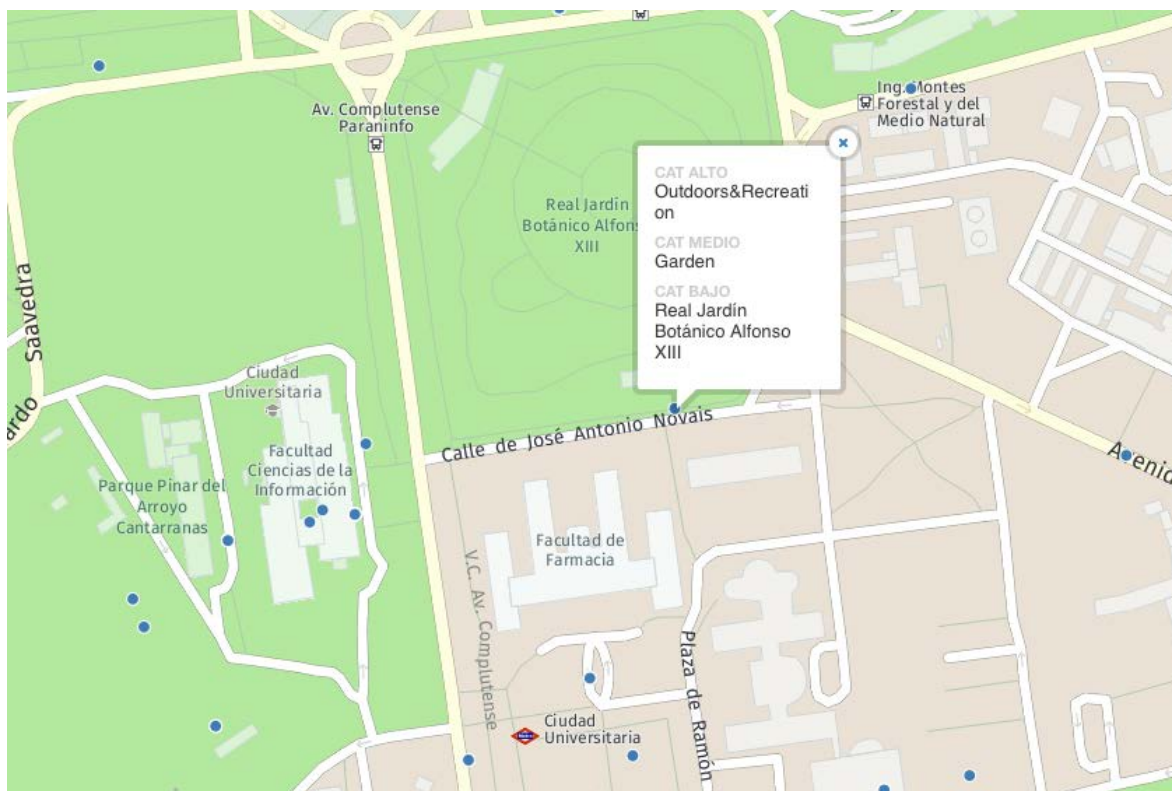 Av. Complutense
Paraninfo
Ing. Montes
Forestal y del
Medio Natural
CAT ALTO
Outdoors&Recreati
on
CAT MEDIO
Garden
CAT BAJO
Real Jardín
Botánico Alfonso
XIII
Real Jardín
Botánico Alfons
XIII
ardo Saavedra
Ciudad
Universitaria
Facultad
Ciencias de la
Información
Parque Pinar del
Arroyo
Cantarranas
Calle de José Antonio Novais
Avenid
Facultad de
Farmacia
V.C. Av. Complutense
Plaza de Ramón
Ciudad
Universitaria